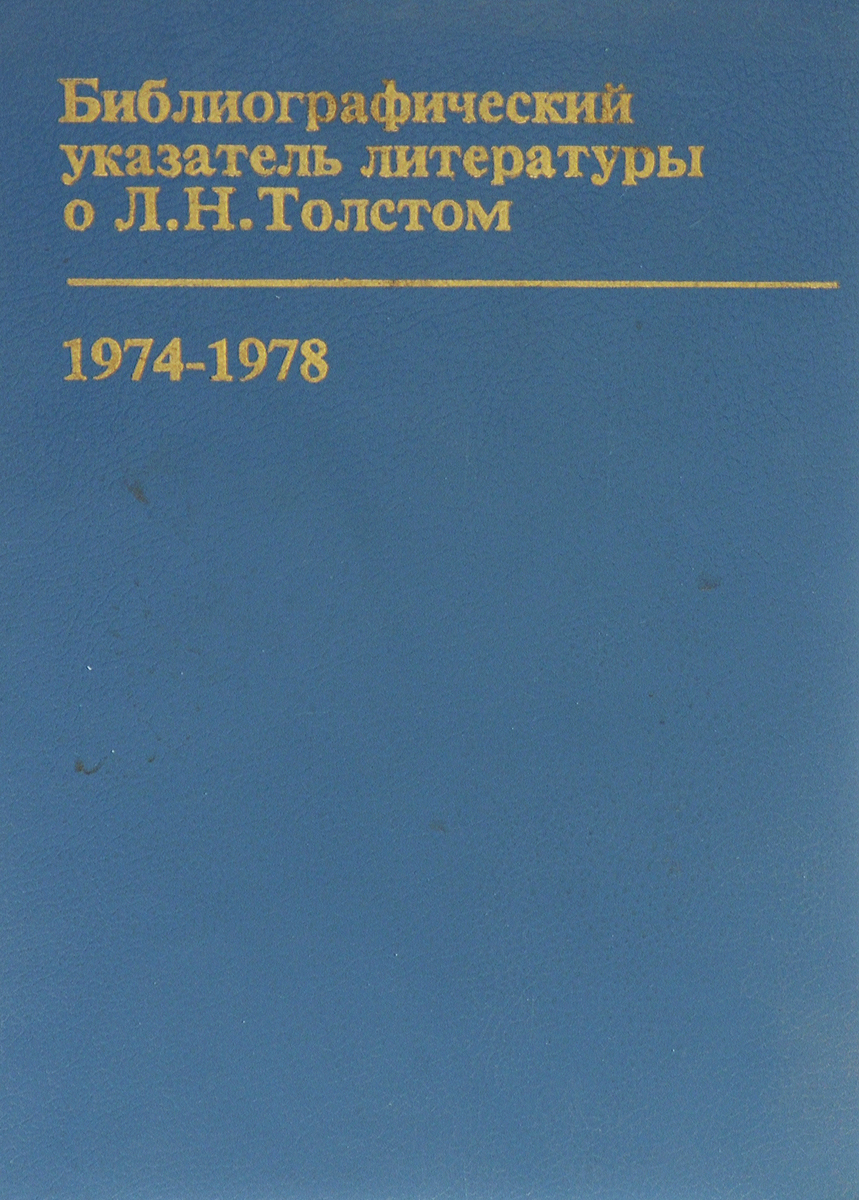 Библиографический
указатель литературы
о Л.Н.Толстом
1974-1978